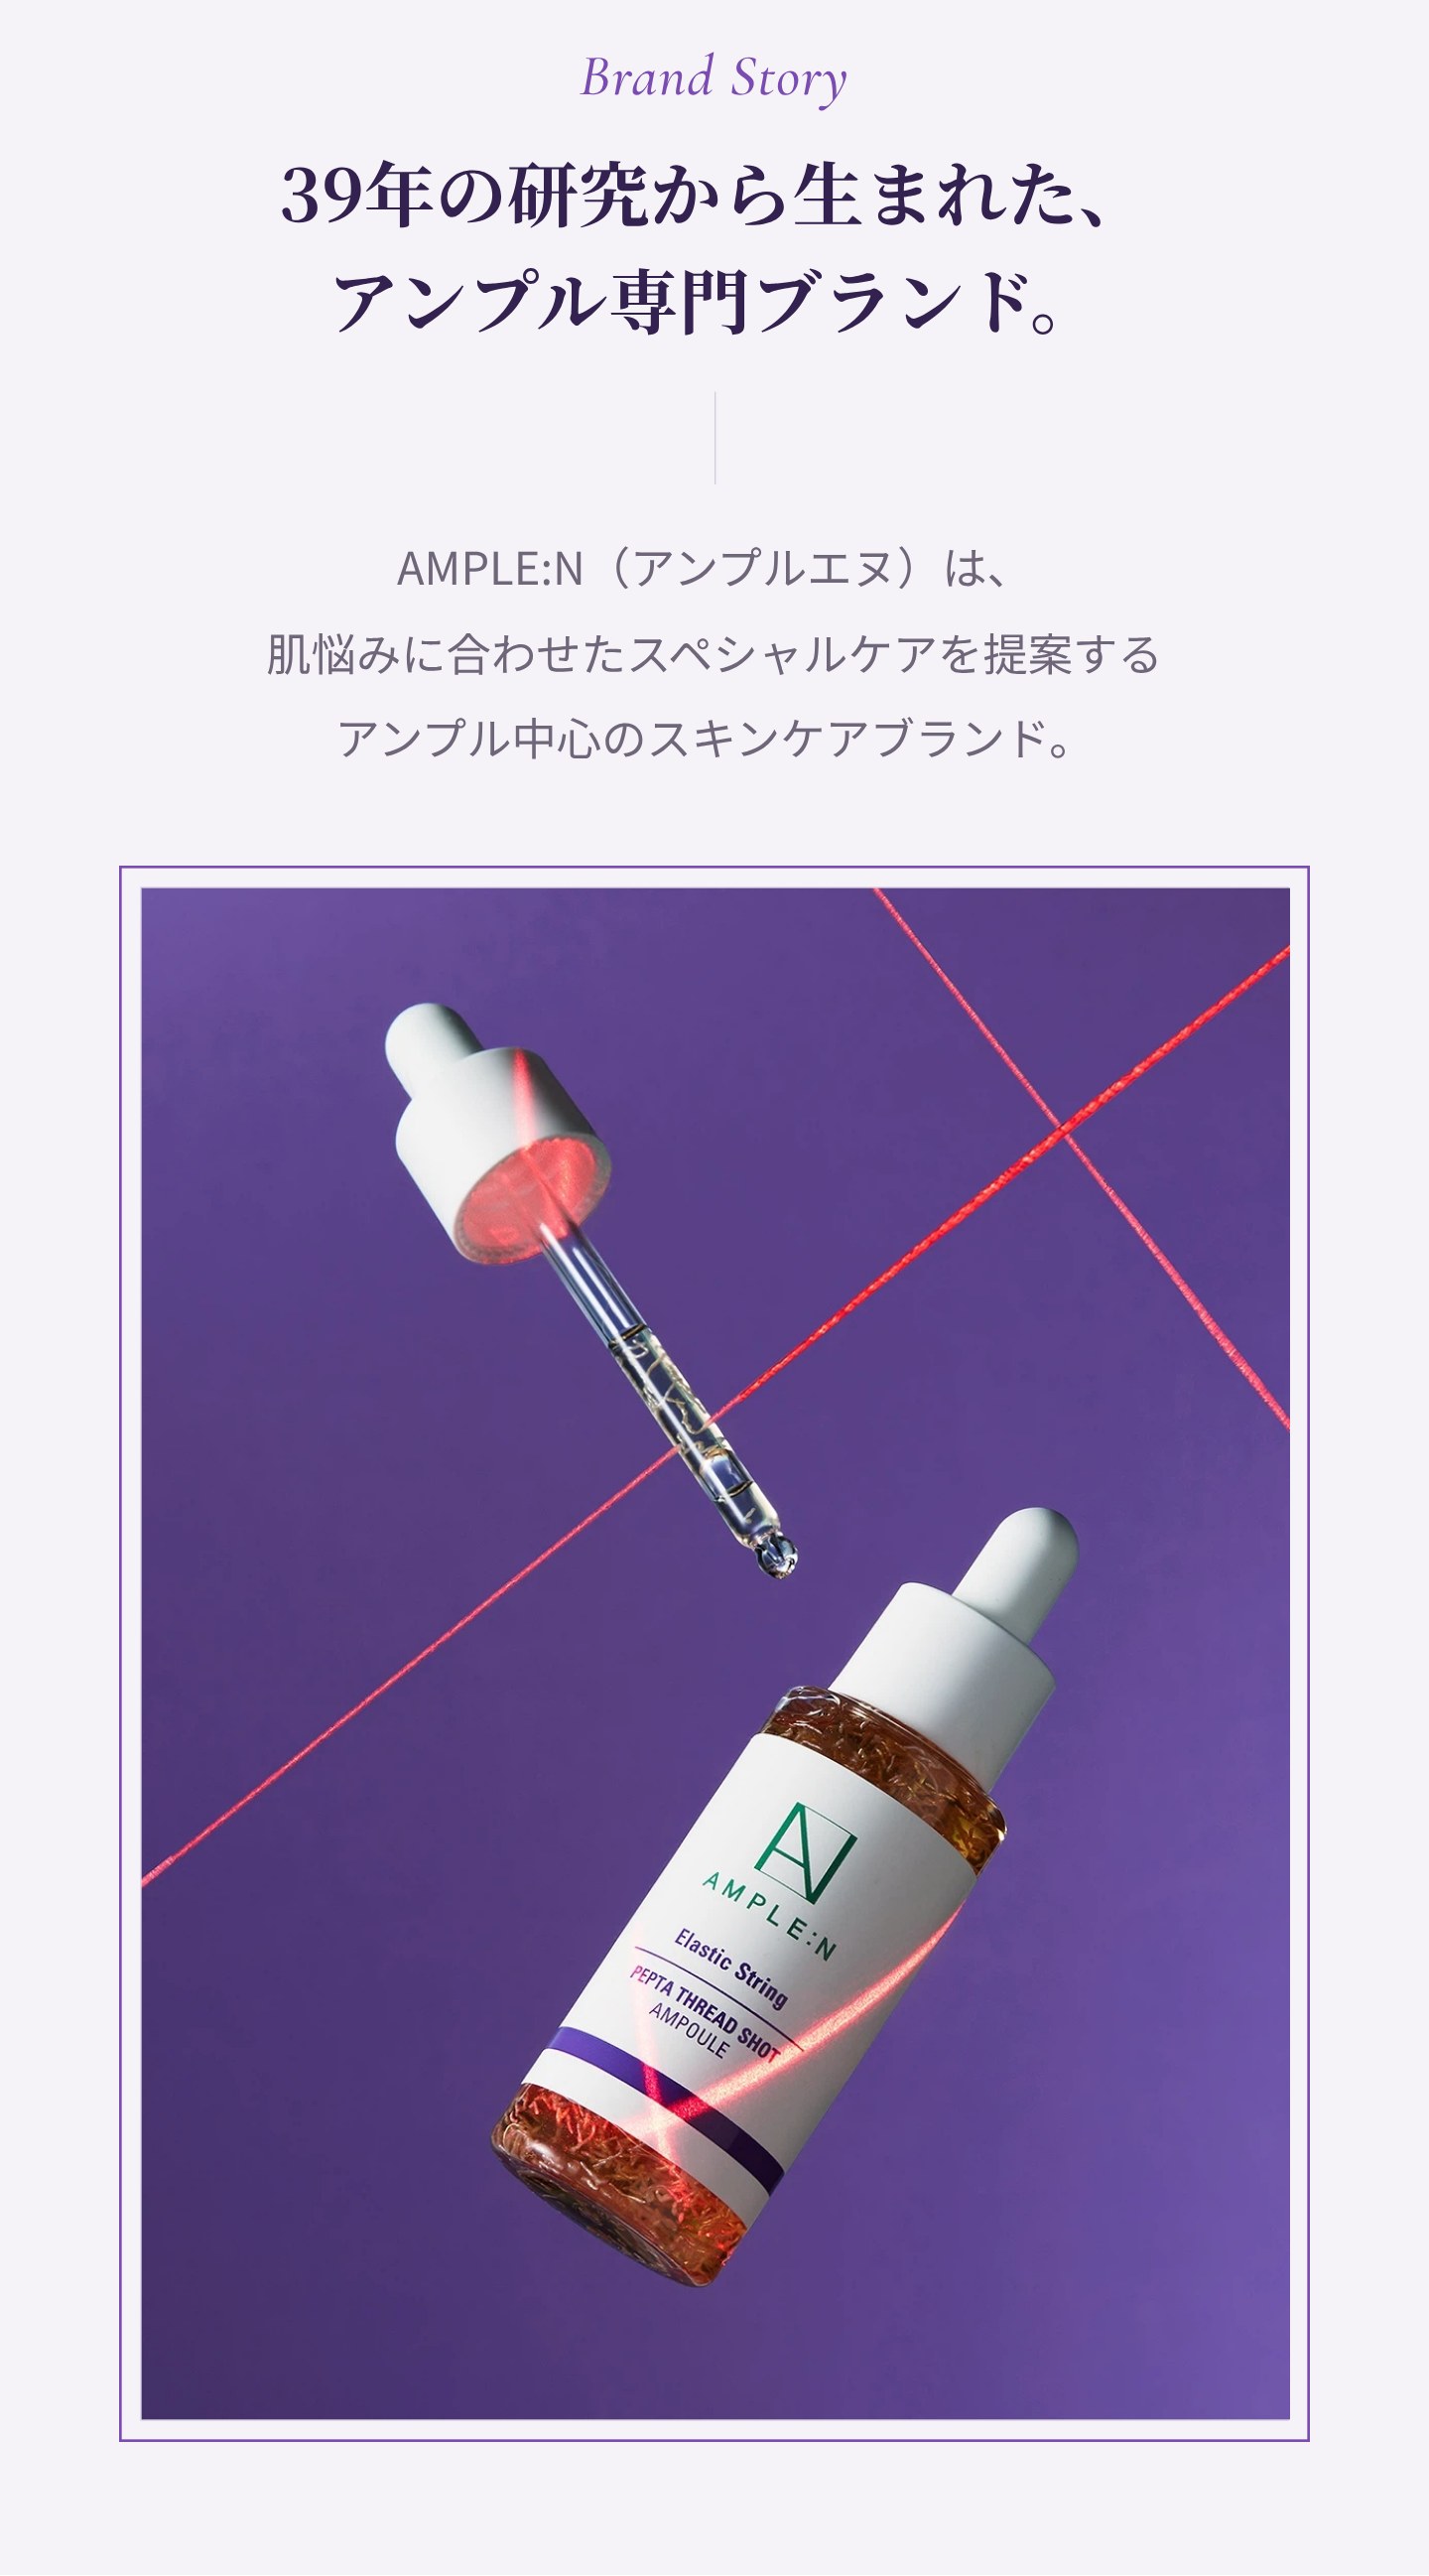 Brand Story
39年の研究から生まれた、
アンプル専門ブランド。
AMPLE:N（アンプルエヌ）は、
肌悩みに合わせたスペシャルケアを提案する
アンプル中心のスキンケアブランド。
AN
AMPLE:N
Elastic String
PEPTA THREAD SHOT
AMPOULE